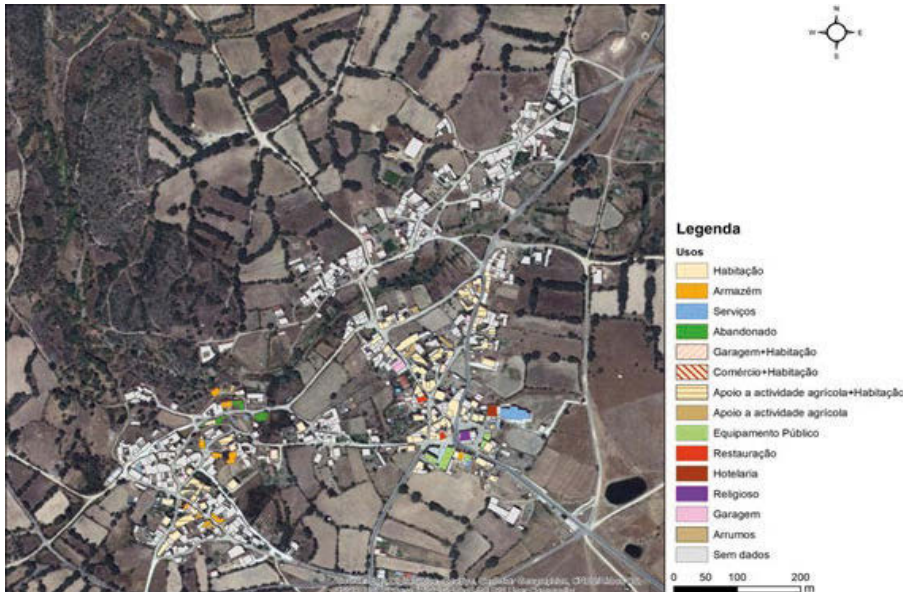 N
W E
S
Legenda
Usos
Habitação
Armazém
Serviços
Abandonado
Garagem+Habitação
Comércio+Habitação
Apoio a actividade agrícola+Habitação
Apoio a actividade agrícola
Equipamento Público
Restauração
Hotelaria
Religioso
Garagem
Arrumos
Sem dados
0 50 100 200
m